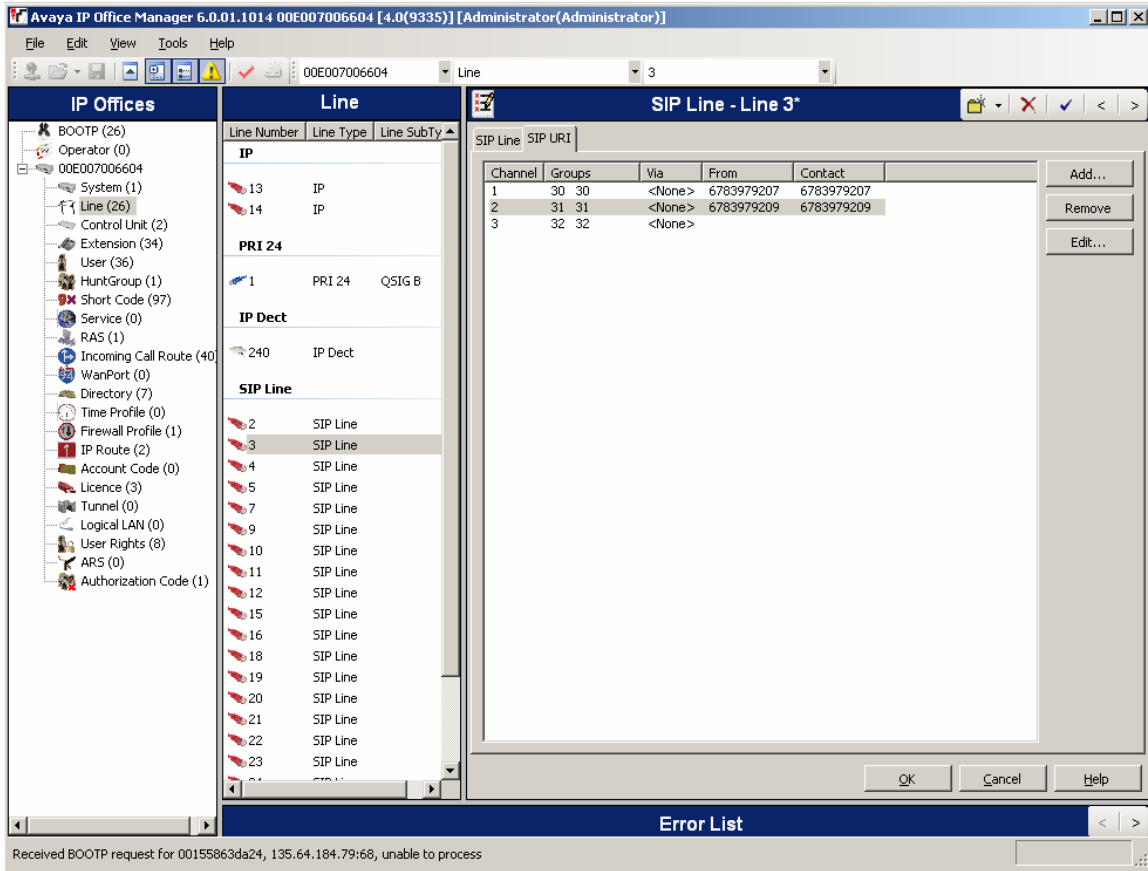 Avaya IP Office Manager 6.0.01.1014 00E007006604 [4.0(9335)] [Administrator(Administrator)]
File Edit View Tools Help
00E007006604 Line 3
IP Offices
BOOTP (26)
Operator (0)
00E007006604
System (1)
Line (26)
Control Unit (2)
Extension (34)
User (36)
HuntGroup (1)
Short Code (97)
Service (0)
RAS (1)
Incoming Call Route (40)
WanPort (0)
Directory (7)
Time Profile (0)
Firewall Profile (1)
IP Route (2)
Account Code (0)
Licence (3)
Tunnel (0)
Logical LAN (0)
User Rights (8)
ARS (0)
Authorization Code (1)
Line
Line Number Line Type Line SubTy
IP
13 IP
14 IP
PRI 24
1 PRI 24 QSIG B
IP Dect
240 IP Dect
SIP Line
2 SIP Line
3 SIP Line
4 SIP Line
5 SIP Line
7 SIP Line
9 SIP Line
10 SIP Line
11 SIP Line
12 SIP Line
15 SIP Line
16 SIP Line
18 SIP Line
19 SIP Line
20 SIP Line
21 SIP Line
22 SIP Line
23 SIP Line
SIP Line - Line 3*
SIP Line SIP URI
Channel Groups Via From Contact
1 30 30 <None> 6783979207 6783979207
2 31 31 <None> 6783979209 6783979209
3 32 32 <None>
Add...
Remove
Edit...
OK Cancel Help
Error List
Received BOOTP request for 00155863da24, 135.64.184.79:68, unable to process